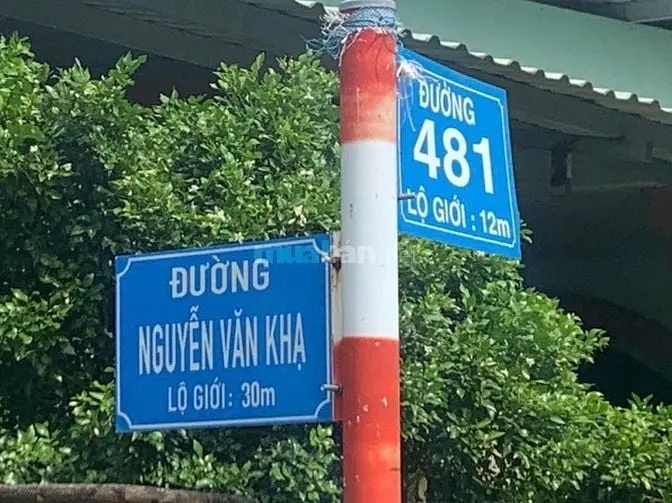 ĐƯỜNG
481
LỘ GIỚI : 12m
ĐƯỜNG
NGUYỄN VĂN KHẠ
LỘ GIỚI : 30m